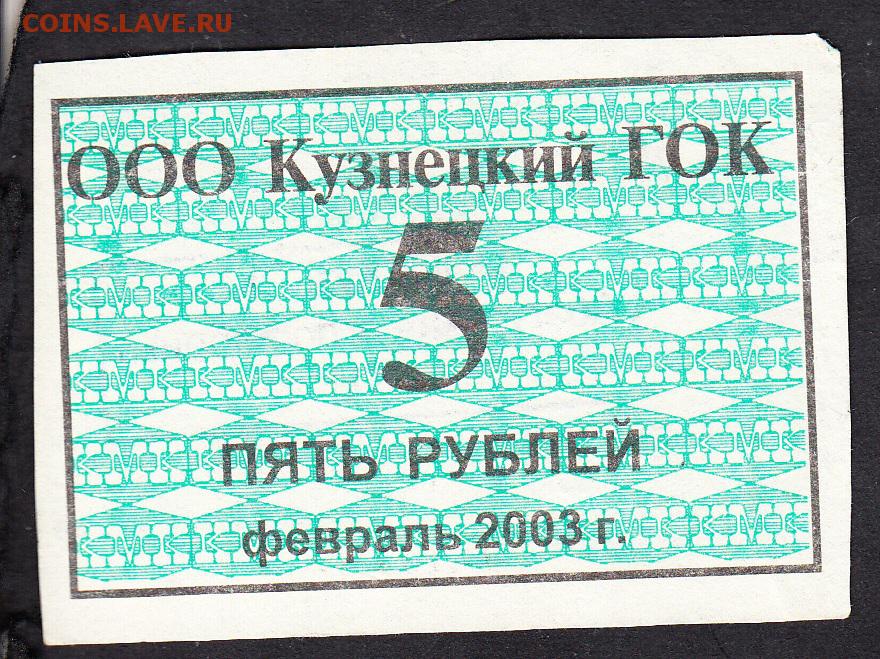 COINS.LAVE.RU
ООО Кузнецкий ГОК
5
ПЯТЬ РУБЛЕЙ
февраль 2003 г.